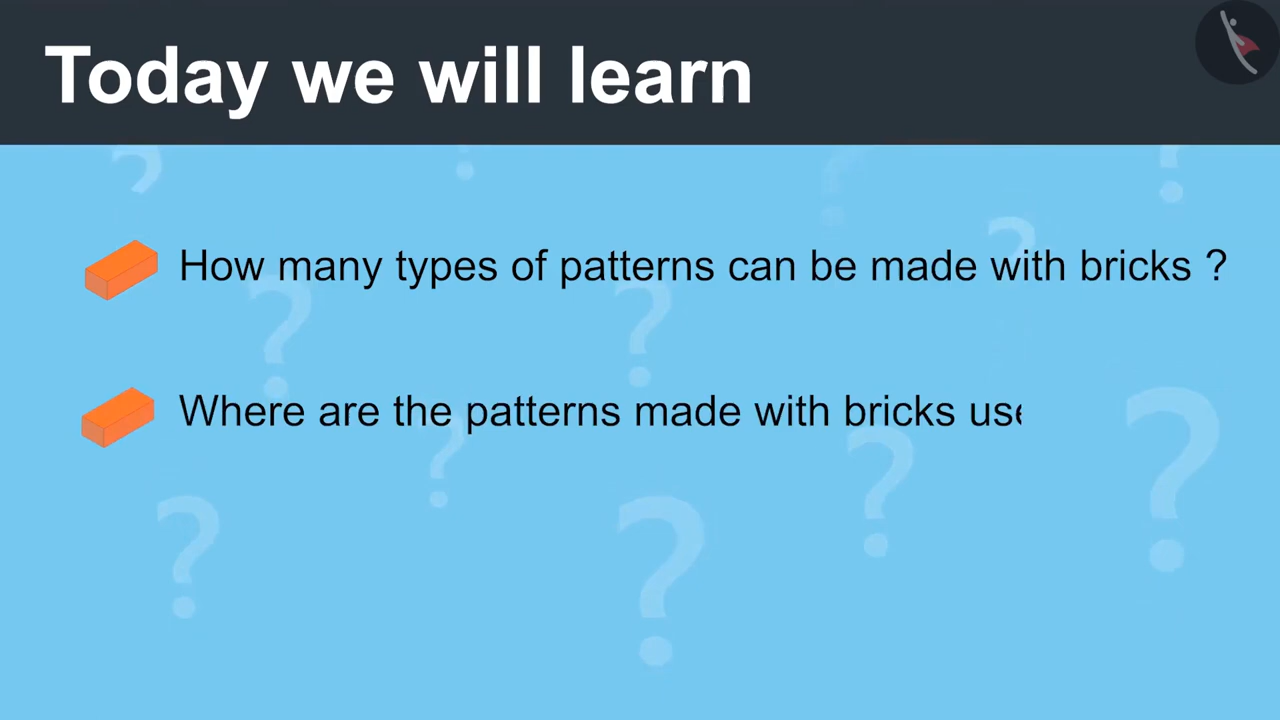 Today we will learn
How many types of patterns can be made with bricks ?
Where are the patterns made with bricks use